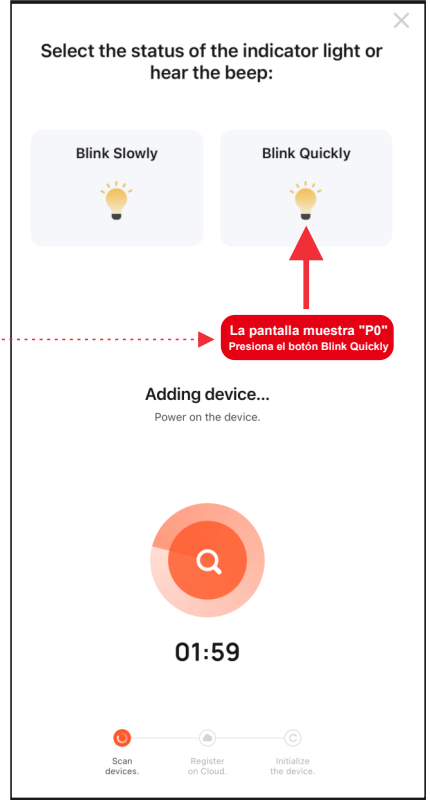 Select the status of the indicator light or
hear the beep:
Blink Slowly
Blink Quickly
La pantalla muestra "P0"
Presiona el botón Blink Quickly
Adding device...
Power on the device.
01:59
Scan
devices.
Register
on Cloud.
Initialize
the device.